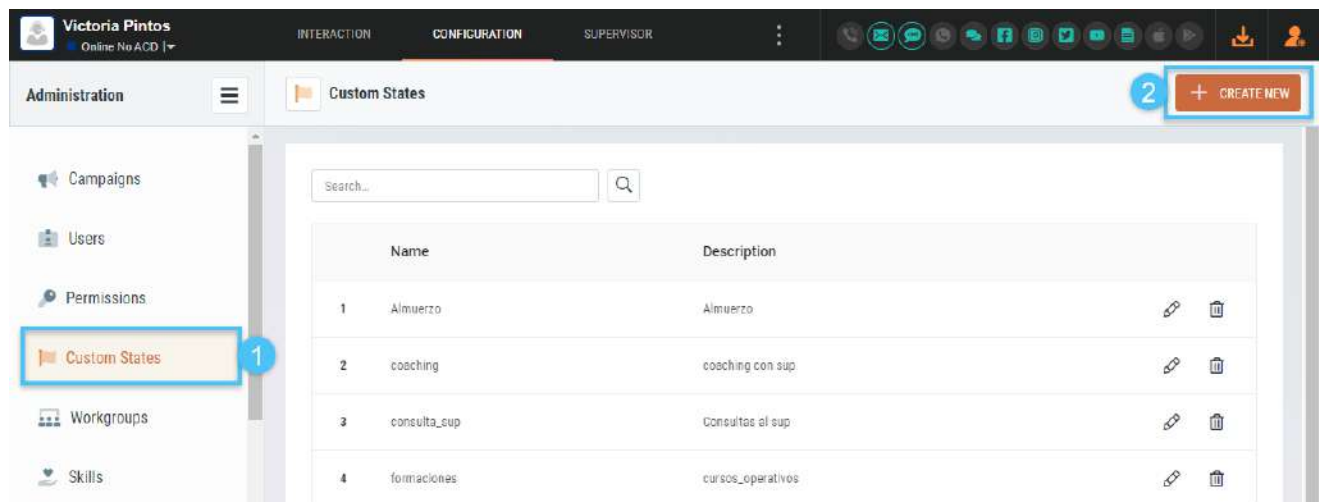 Victoria Pintos
Online No ACD |
INTERACTION
CONFIGURATION
SUPERVISOR
Administration
Custom States
2
+ CREATE NEW
Campaigns
Search...
Users
Name
Description
Permissions
1
Almuerzo
Almuerzo
Custom States
1
2
coaching
coaching con sup
Workgroups
3
consulta_sup
Consultas al sup
Skills
4
formaciones
cursos_operativos